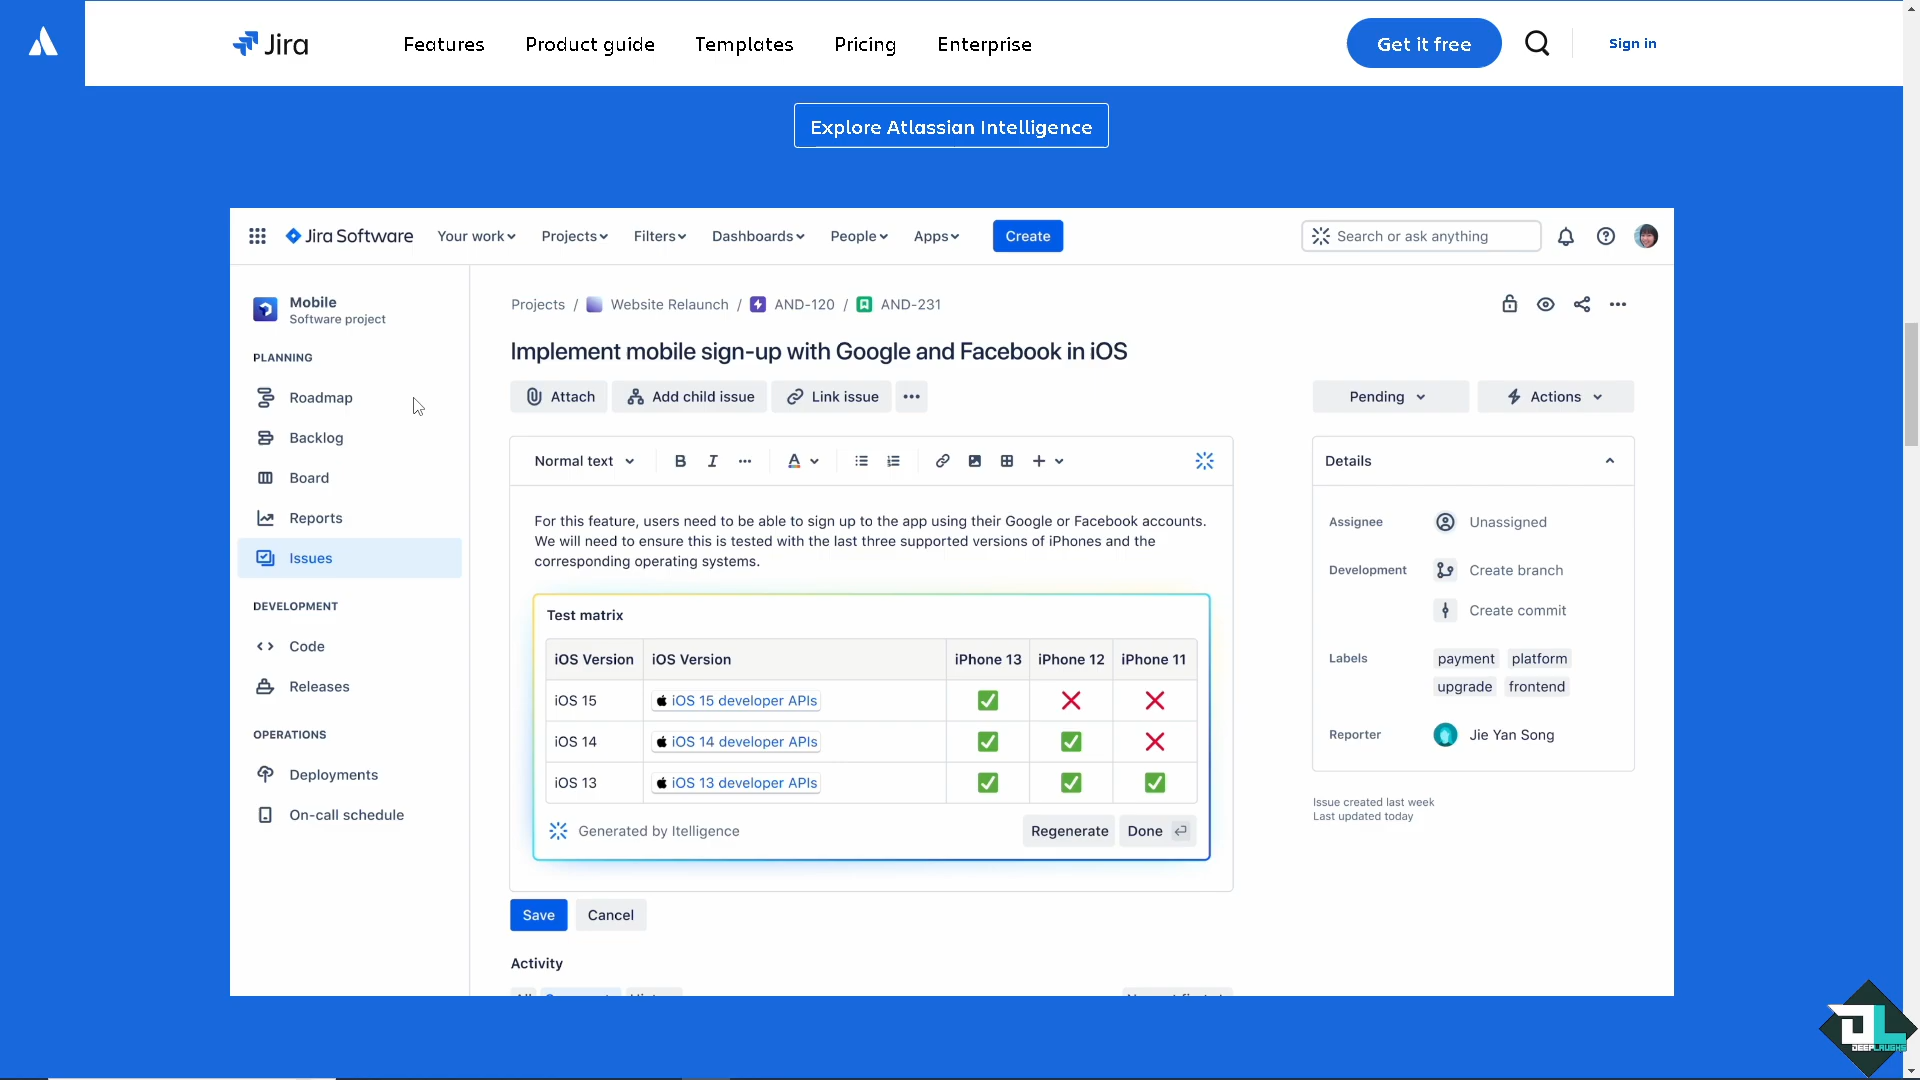 Jira
Features
Product guide
Templates
Pricing
Enterprise
Get it free
Sign in
Explore Atlassian Intelligence
Jira Software
Your work
Projects
Filters
Dashboards
People
Apps
Create
Search or ask anything
Mobile
Software project
PLANNING
Roadmap
Backlog
Board
Reports
Issues
DEVELOPMENT
Code
Releases
OPERATIONS
Deployments
On-call schedule
Projects / Website Relaunch / AND-120 / AND-231
Implement mobile sign-up with Google and Facebook in iOS
Attach
Add child issue
Link issue
Pending
Actions
Normal text
For this feature, users need to be able to sign up to the app using their Google or Facebook accounts.
We will need to ensure this is tested with the last three supported versions of iPhones and the
corresponding operating systems.
Test matrix
iOS Version iOS Version iPhone 13 iPhone 12 iPhone 11
iOS 15 iOS 15 developer APIs
iOS 14 iOS 14 developer APIs
iOS 13 iOS 13 developer APIs
Generated by Itelligence
Regenerate
Done
Save
Cancel
Activity
Details
Assignee Unassigned
Development Create branch
Create commit
Labels payment platform
upgrade frontend
Reporter Jie Yan Song
Issue created last week
Last updated today
DEEPLAUGHS